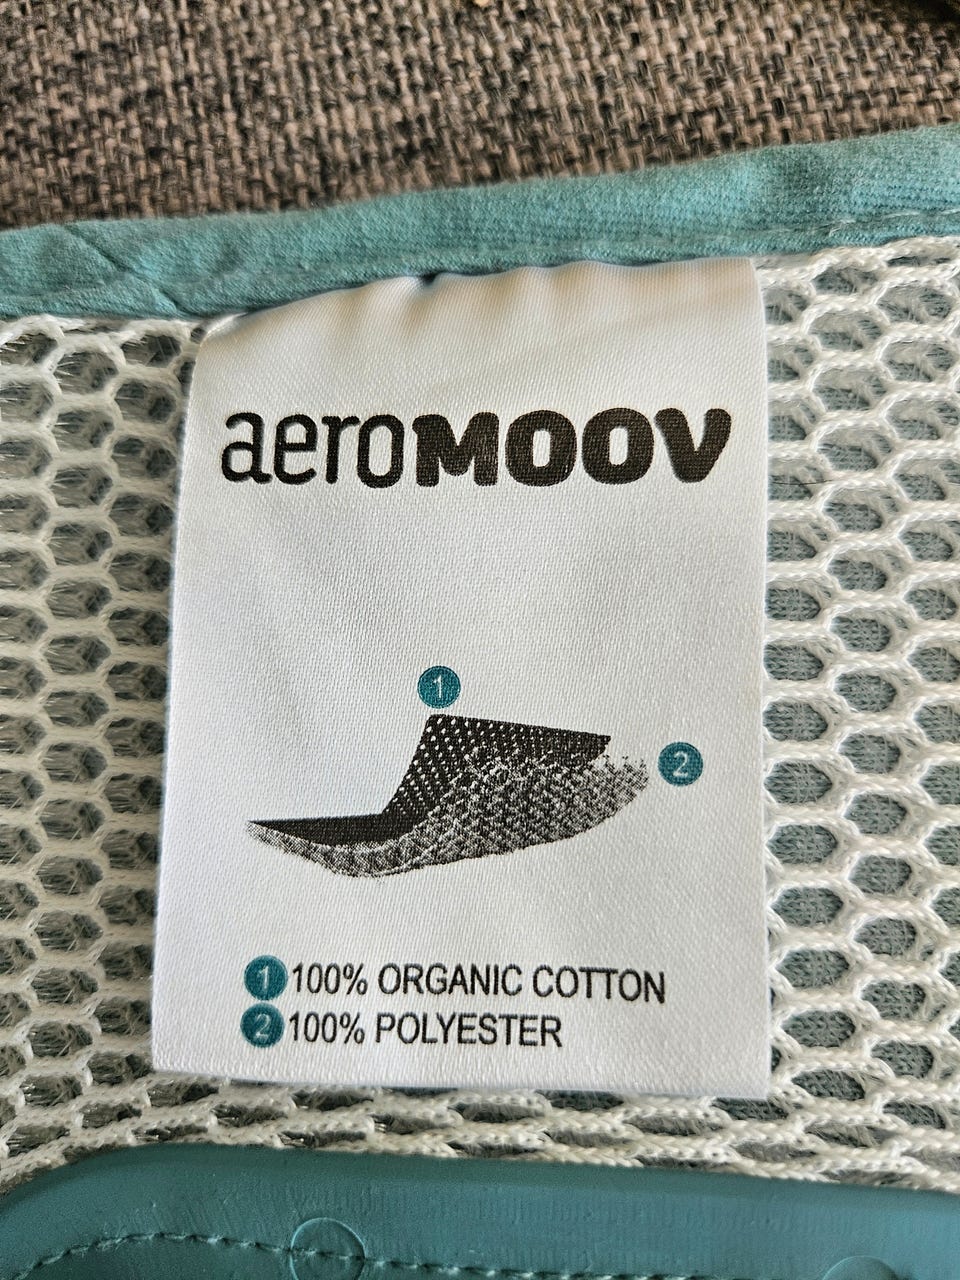 aeroMOOV
1
2
1 100% ORGANIC COTTON
2 100% POLYESTER